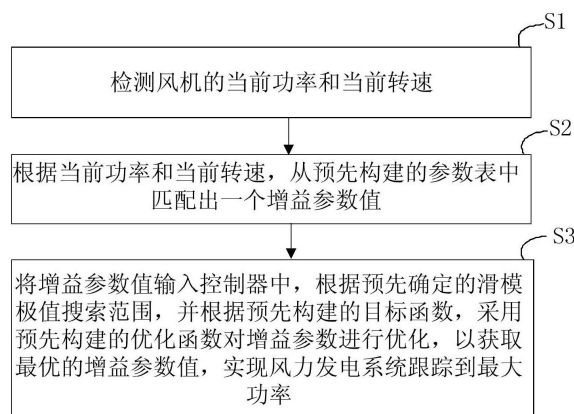 S1
检测风机的当前功率和当前转速
S2
根据当前功率和当前转速，从预先构建的参数表中
匹配出一个增益参数值
S3
将增益参数值输入控制器中，根据预先确定的滑模
极值搜索范围，并根据预先构建的目标函数，采用
预先构建的优化函数对增益参数进行优化，以获取
最优的增益参数值，实现风力发电系统跟踪到最大
功率